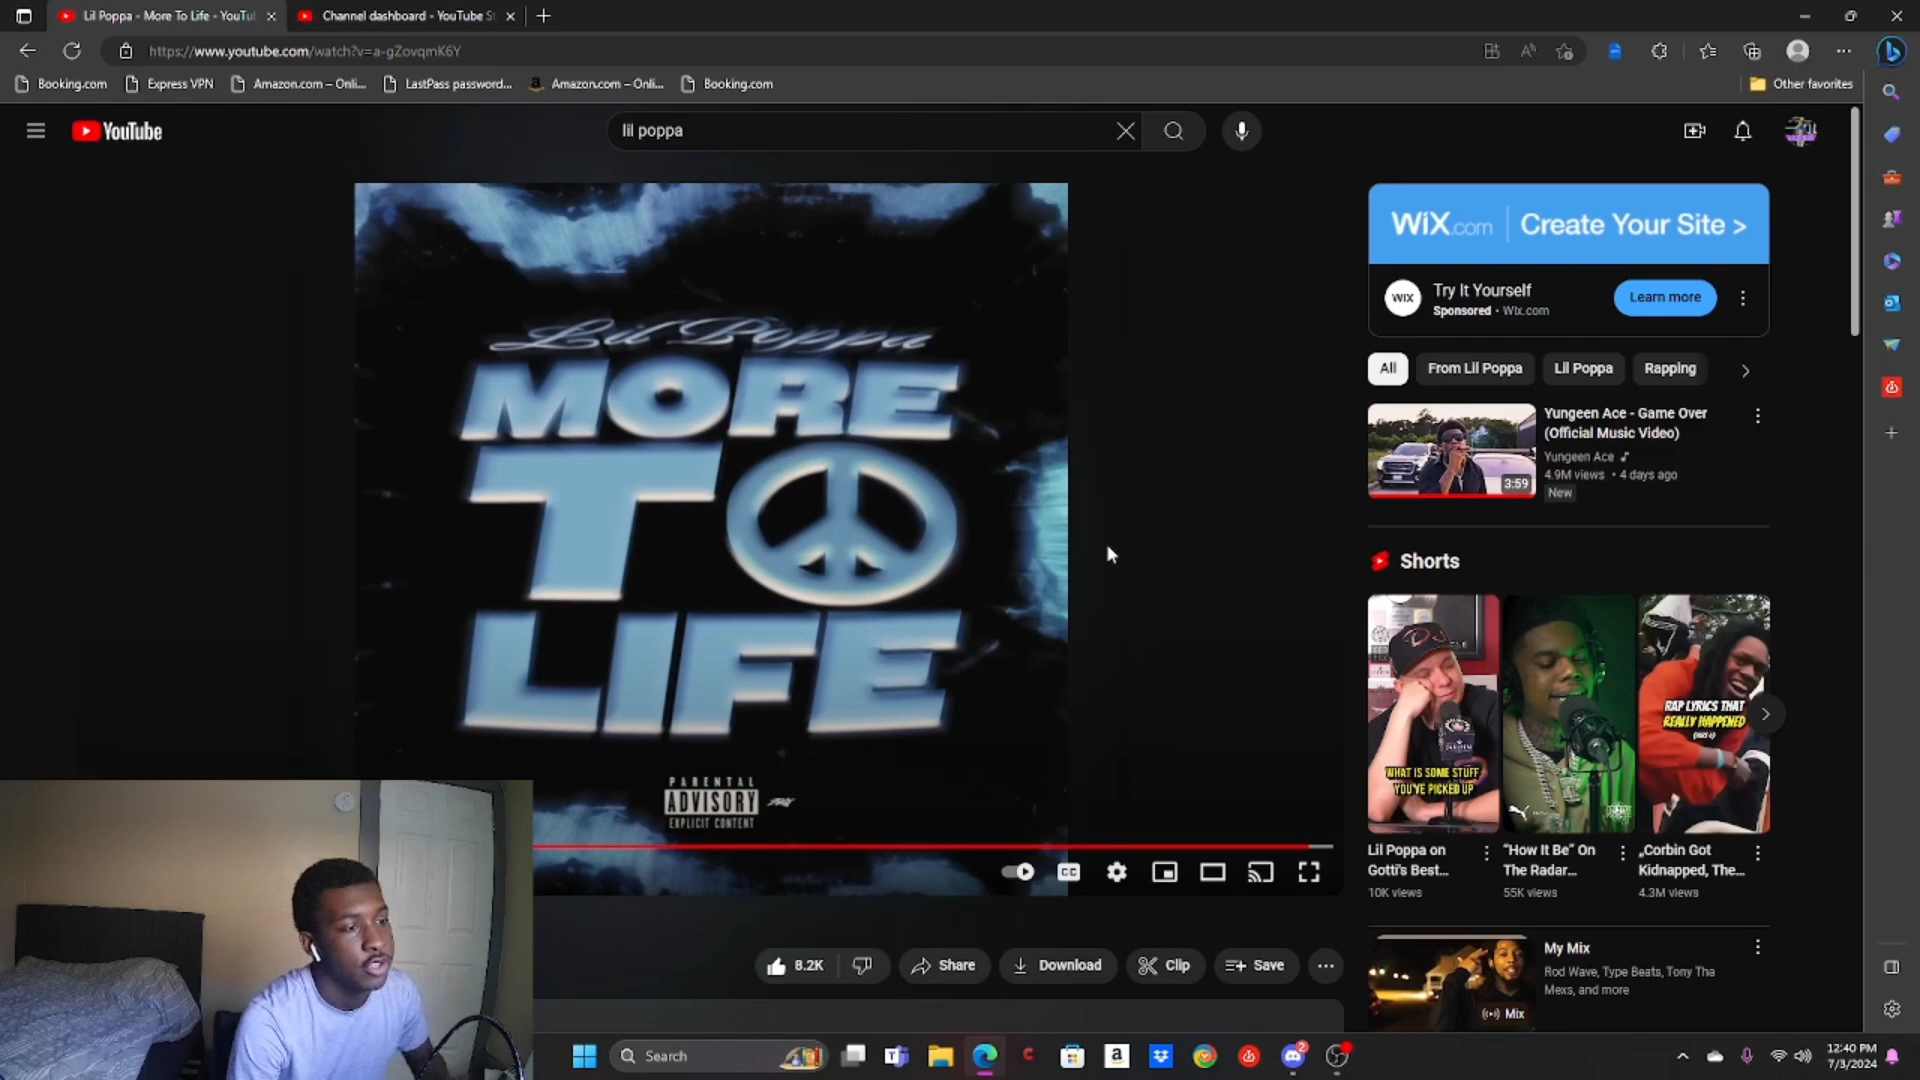 Lil Poppa - More To Life - YouTu
Channel dashboard - YouTube S
https://www.youtube.com/watch?v=a-gZovqmK6Y
Booking.com
Express VPN
Amazon.com – Onli...
LastPass password...
Amazon.com – Onli...
Booking.com
Other favorites
YouTube
lil poppa
WiX.com
Create Your Site >
WIX
Try It Yourself
Sponsored · Wix.com
Learn more
All
From Lil Poppa
Lil Poppa
Rapping
Lil Poppa
MORE
TO
LIFE
PARENTAL
ADVISORY
EXPLICIT CONTENT
3:59
Yungeen Ace - Game Over
(Official Music Video)
Yungeen Ace
4.9M views • 4 days ago
New
Shorts
WHAT IS SOME STUFF
YOU'VE PICKED UP
RAP LYRICS THAT
REALLY HAPPENED
Lil Poppa on
Gotti's Best...
10K views
"How It Be" On
The Radar...
55K views
„Corbin Got
Kidnapped, The...
4.3M views
CC
8.2K
Share
Download
Clip
Save
Mix
My Mix
Rod Wave, Type Beats, Tony Tha
Mexs, and more
Search
2
12:40 PM
7/3/2024